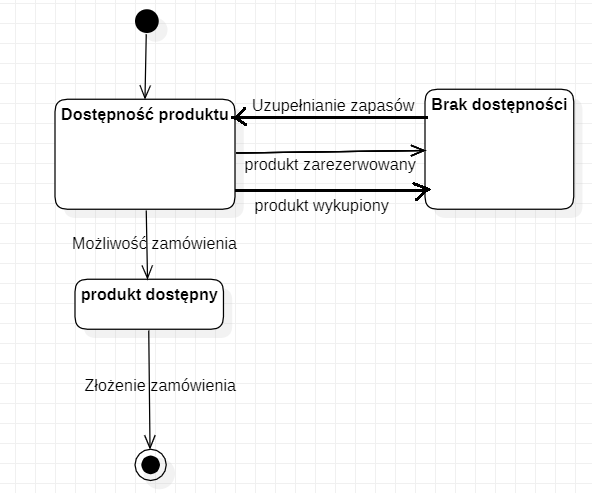 Uzupełnianie zapasów
Brak dostępności
Dostępność produktu
produkt zarezerwowany
produkt wykupiony
Możliwość zamówienia
produkt dostępny
Złożenie zamówienia